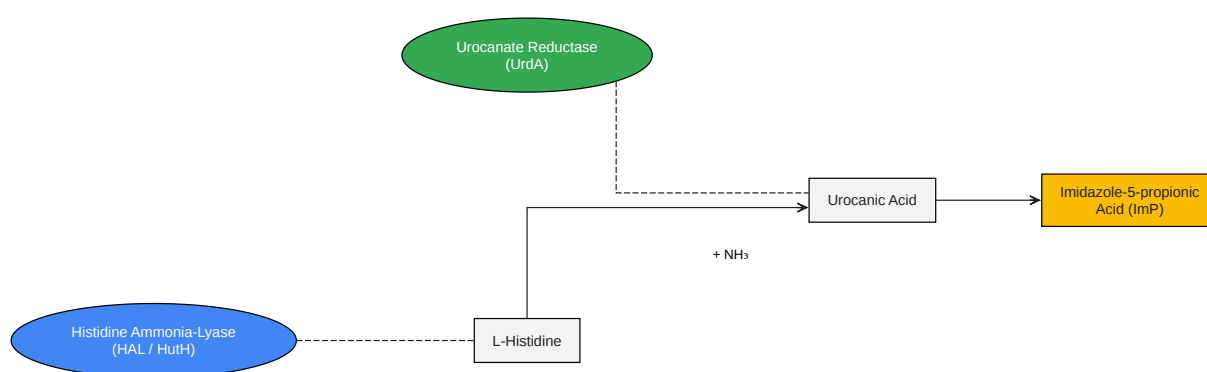 Urocanate Reductase
(UrdA)
Urocanic Acid
Imidazole-5-propionic
Acid (ImP)
+ NH₃
Histidine Ammonia-Lyase
(HAL / HutH)
L-Histidine